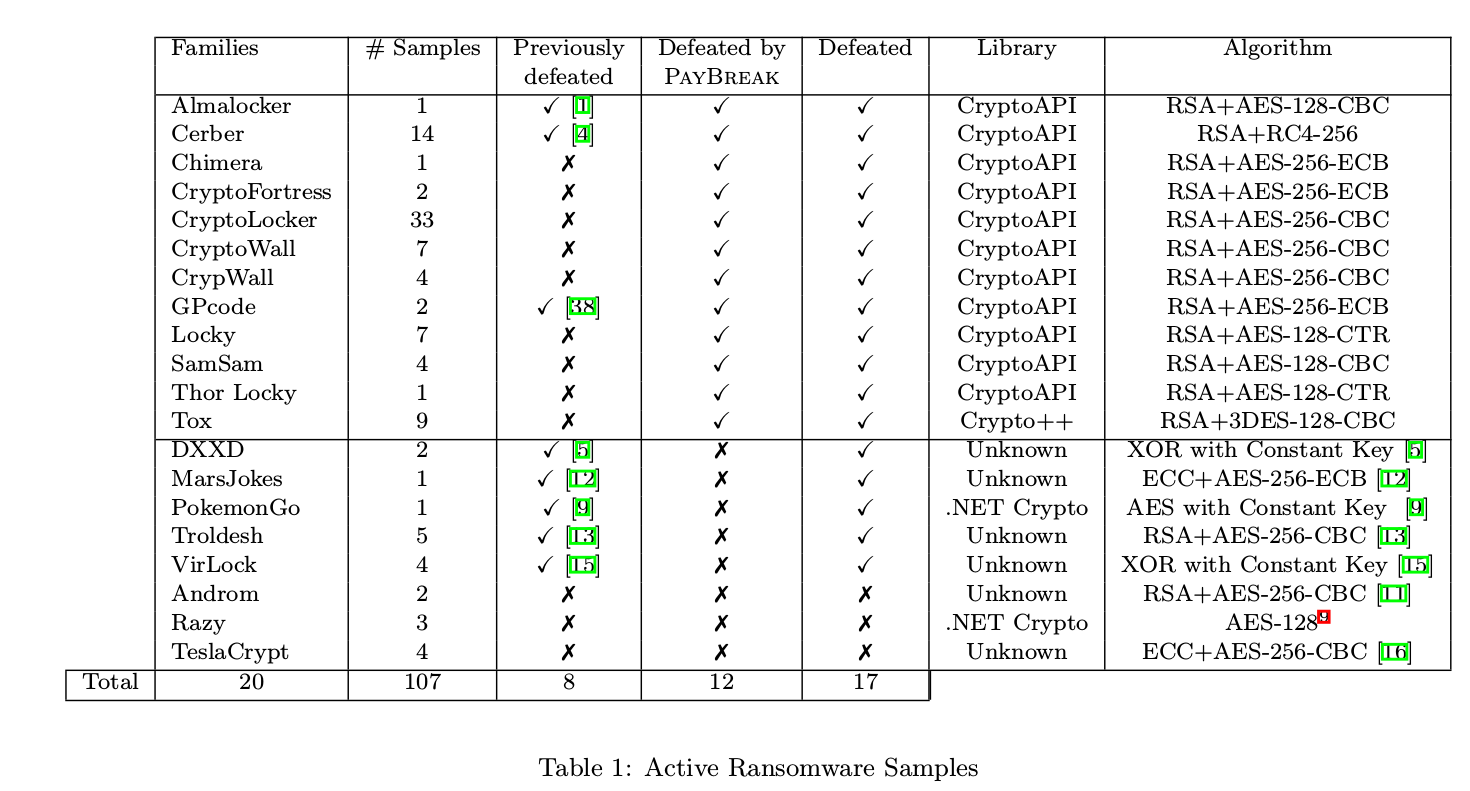 Families # Samples Previously defeated Defeated by PAYBREAK Defeated Library Algorithm
Almalocker 1 ✓ [1] ✓ ✓ CryptoAPI RSA+AES-128-CBC
Cerber 14 ✓ [4] ✓ ✓ CryptoAPI RSA+RC4-256
Chimera 1 ✗ ✓ ✓ CryptoAPI RSA+AES-256-ECB
CryptoFortress 2 ✗ ✓ ✓ CryptoAPI RSA+AES-256-ECB
CryptoLocker 33 ✗ ✓ ✓ CryptoAPI RSA+AES-256-CBC
CryptoWall 7 ✗ ✓ ✓ CryptoAPI RSA+AES-256-CBC
CrypWall 4 ✗ ✓ ✓ CryptoAPI RSA+AES-256-CBC
GPcode 2 ✓ [38] ✓ ✓ CryptoAPI RSA+AES-256-ECB
Locky 7 ✗ ✓ ✓ CryptoAPI RSA+AES-128-CTR
SamSam 4 ✗ ✓ ✓ CryptoAPI RSA+AES-128-CBC
Thor Locky 1 ✗ ✓ ✓ CryptoAPI RSA+AES-128-CTR
Tox 9 ✗ ✓ ✓ Crypto++ RSA+3DES-128-CBC
DXXD 2 ✓ [5] ✗ ✓ Unknown XOR with Constant Key [5]
MarsJokes 1 ✓ [12] ✗ ✓ Unknown ECC+AES-256-ECB [12]
PokemonGo 1 ✓ [9] ✗ ✓ .NET Crypto AES with Constant Key [9]
Troldesh 5 ✓ [13] ✗ ✓ Unknown RSA+AES-256-CBC [13]
VirLock 4 ✓ [15] ✗ ✓ Unknown XOR with Constant Key [15]
Androm 2 ✗ ✗ ✗ Unknown RSA+AES-256-CBC [11]
Razy 3 ✗ ✗ ✗ .NET Crypto AES-128⁹
TeslaCrypt 4 ✗ ✗ ✗ Unknown ECC+AES-256-CBC [16]
Total 20 107 8 12 17
Table 1: Active Ransomware Samples